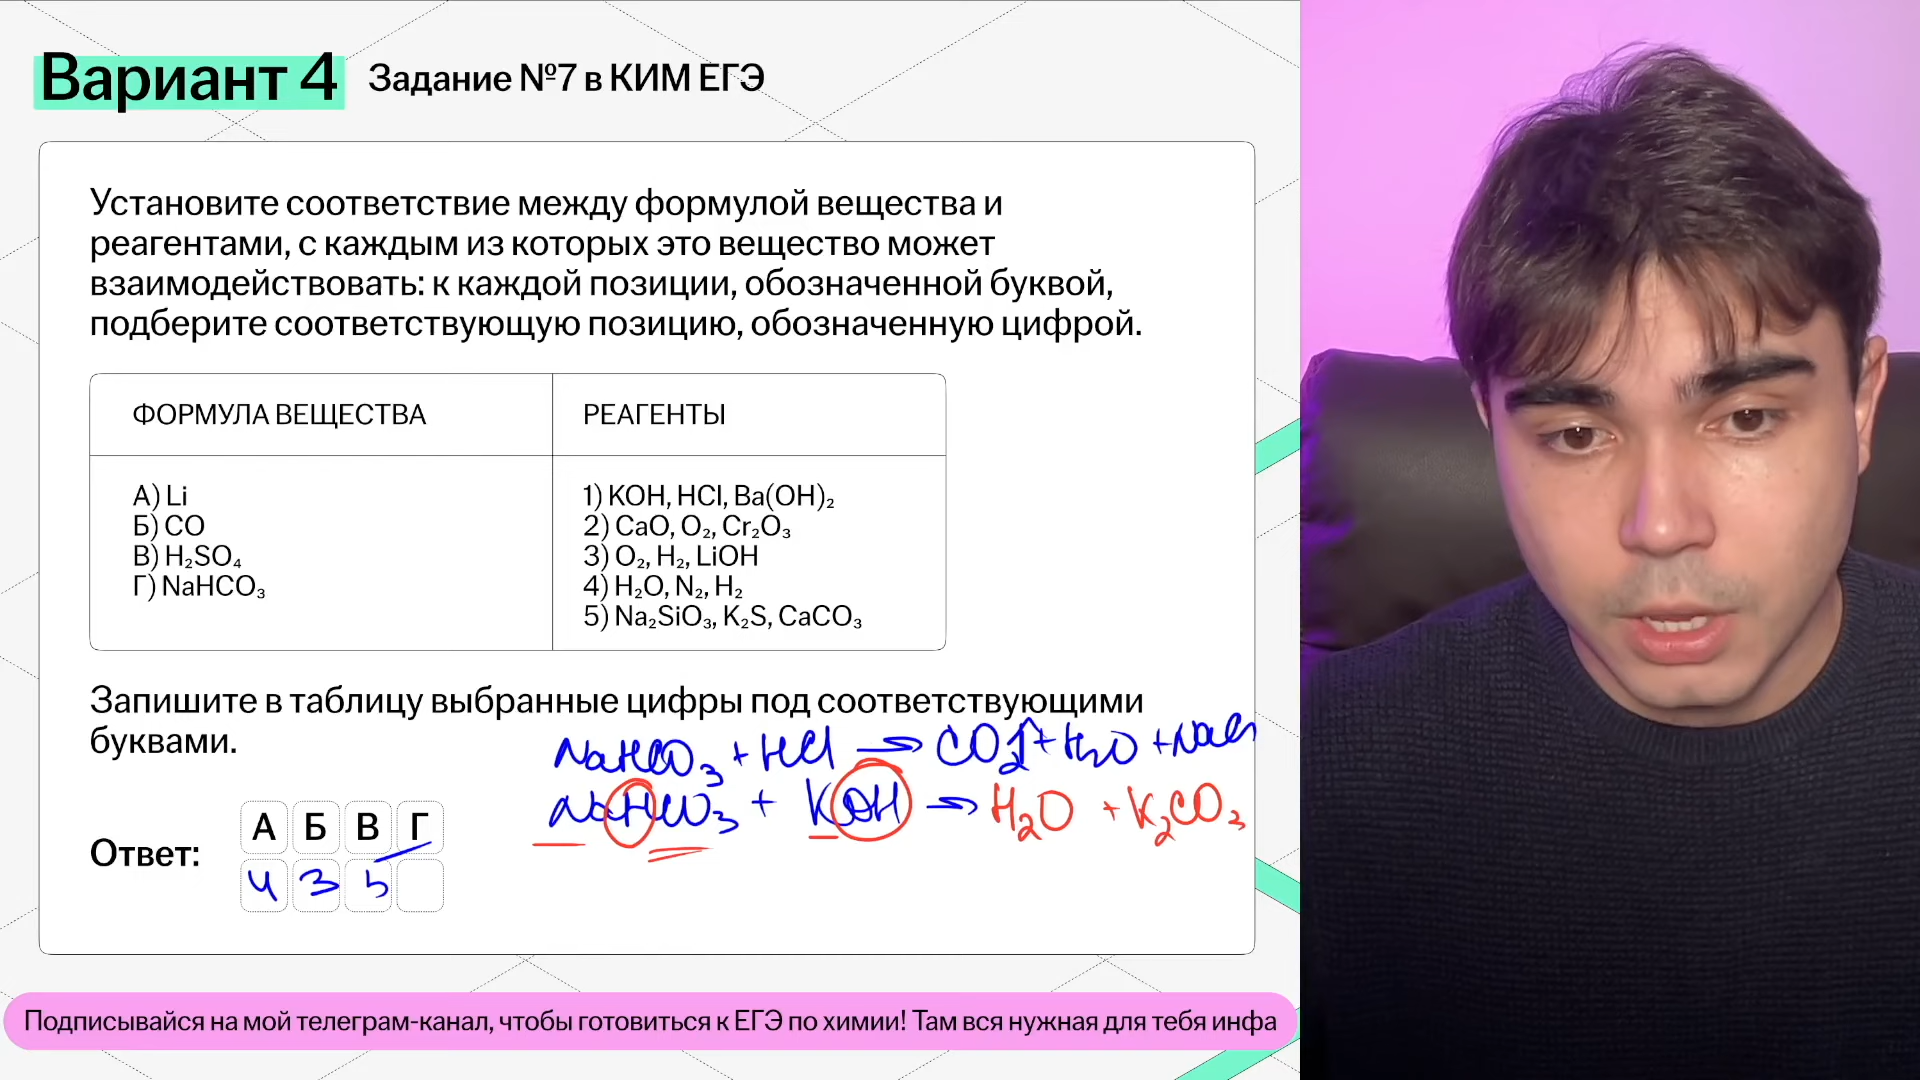 Вариант 4 Задание №7 в КИМ ЕГЭ
Установите соответствие между формулой вещества и
реагентами, с каждым из которых это вещество может
взаимодействовать: к каждой позиции, обозначенной буквой,
подберите соответствующую позицию, обозначенную цифрой.
ФОРМУЛА ВЕЩЕСТВА РЕАГЕНТЫ
А) Li 1) KOH, HCl, Ba(OH)₂
Б) CO 2) CaO, O₂, Cr₂O₃
В) H₂SO₄ 3) O₂, H₂, LiOH
Г) NaHCO₃ 4) H₂O, N₂, H₂
5) Na₂SiO₃, K₂S, CaCO₃
Запишите в таблицу выбранные цифры под соответствующими
буквами.
NaHCO₃ + HCl → CO₂↑ + H₂O + NaCl
NaHCO₃ + KOH → H₂O + K₂CO₃
А Б В Г
Ответ:
4 3 5
Подписывайся на мой телеграм-канал, чтобы готовиться к ЕГЭ по химии! Там вся нужная для тебя инфа